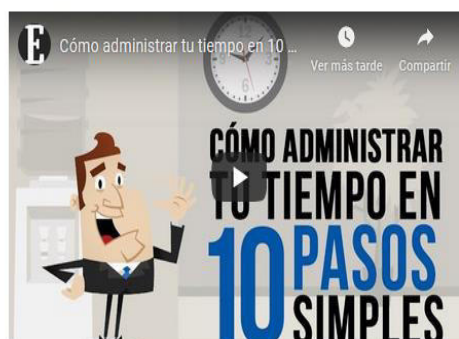 E
Cómo administrar tu tiempo en 10 ...
Ver más tarde
Compartir
CÓMO ADMINISTRAR
TU TIEMPO EN
10 PASOS
SIMPLES